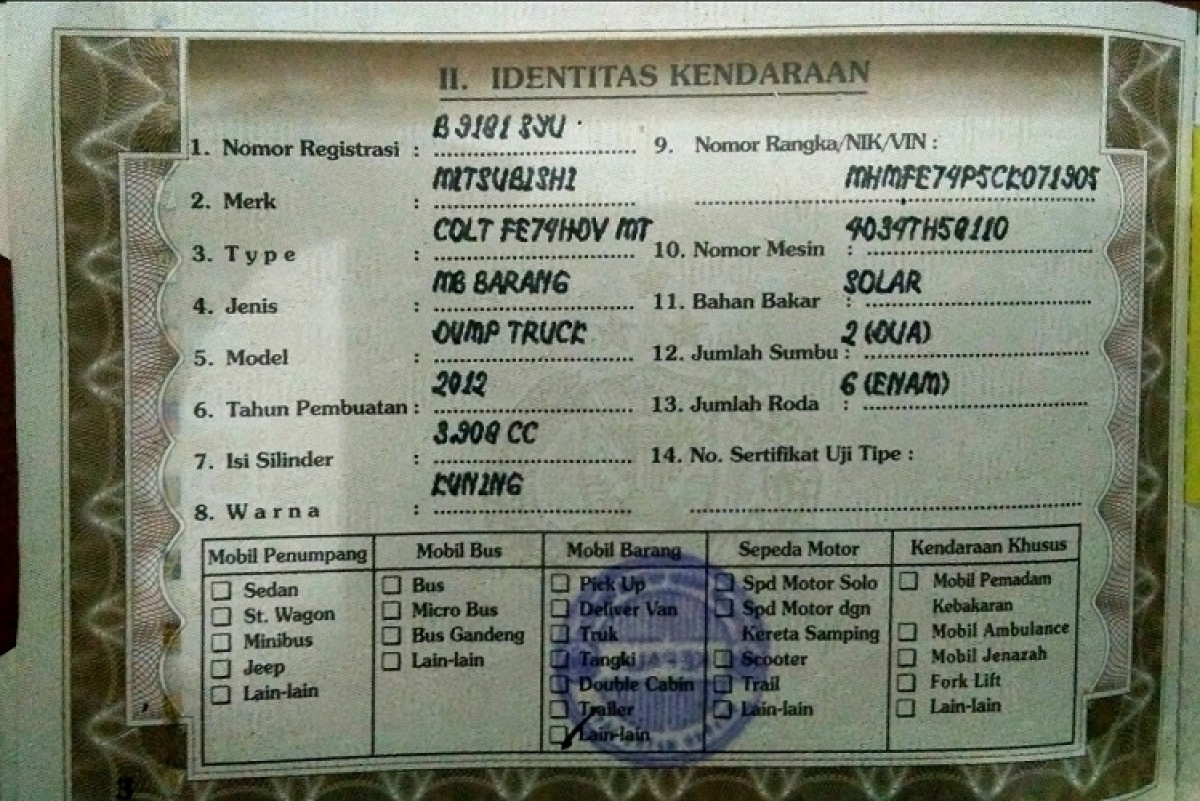 II. IDENTITAS KENDARAAN
1. Nomor Registrasi : B 9181 SYU
2. Merk : MITSUBISHI
3. Type : COLT FE74HDV MT
4. Jenis : MB BARANG
5. Model : DUMP TRUCK
6. Tahun Pembuatan : 2012
7. Isi Silinder : 3.908 CC
8. Warna : KUNING
9. Nomor Rangka/NIK/VIN :
MHMFE74P5CK071905
10. Nomor Mesin : 4D34TH58110
11. Bahan Bakar : SOLAR
12. Jumlah Sumbu : 2 (DUA)
13. Jumlah Roda : 6 (ENAM)
14. No. Sertifikat Uji Tipe :
Mobil Penumpang
Sedan
St. Wagon
Minibus
Jeep
Lain-lain
Mobil Bus
Bus
Micro Bus
Bus Gandeng
Lain-lain
Mobil Barang
Pick Up
Deliver Van
Truk
Tangki
Double Cabin
Trailer
Lain-lain
Sepeda Motor
Spd Motor Solo
Spd Motor dgn
Kereta Samping
Scooter
Trail
Lain-lain
Kendaraan Khusus
Mobil Pemadam
Kebakaran
Mobil Ambulance
Mobil Jenazah
Fork Lift
Lain-lain
3